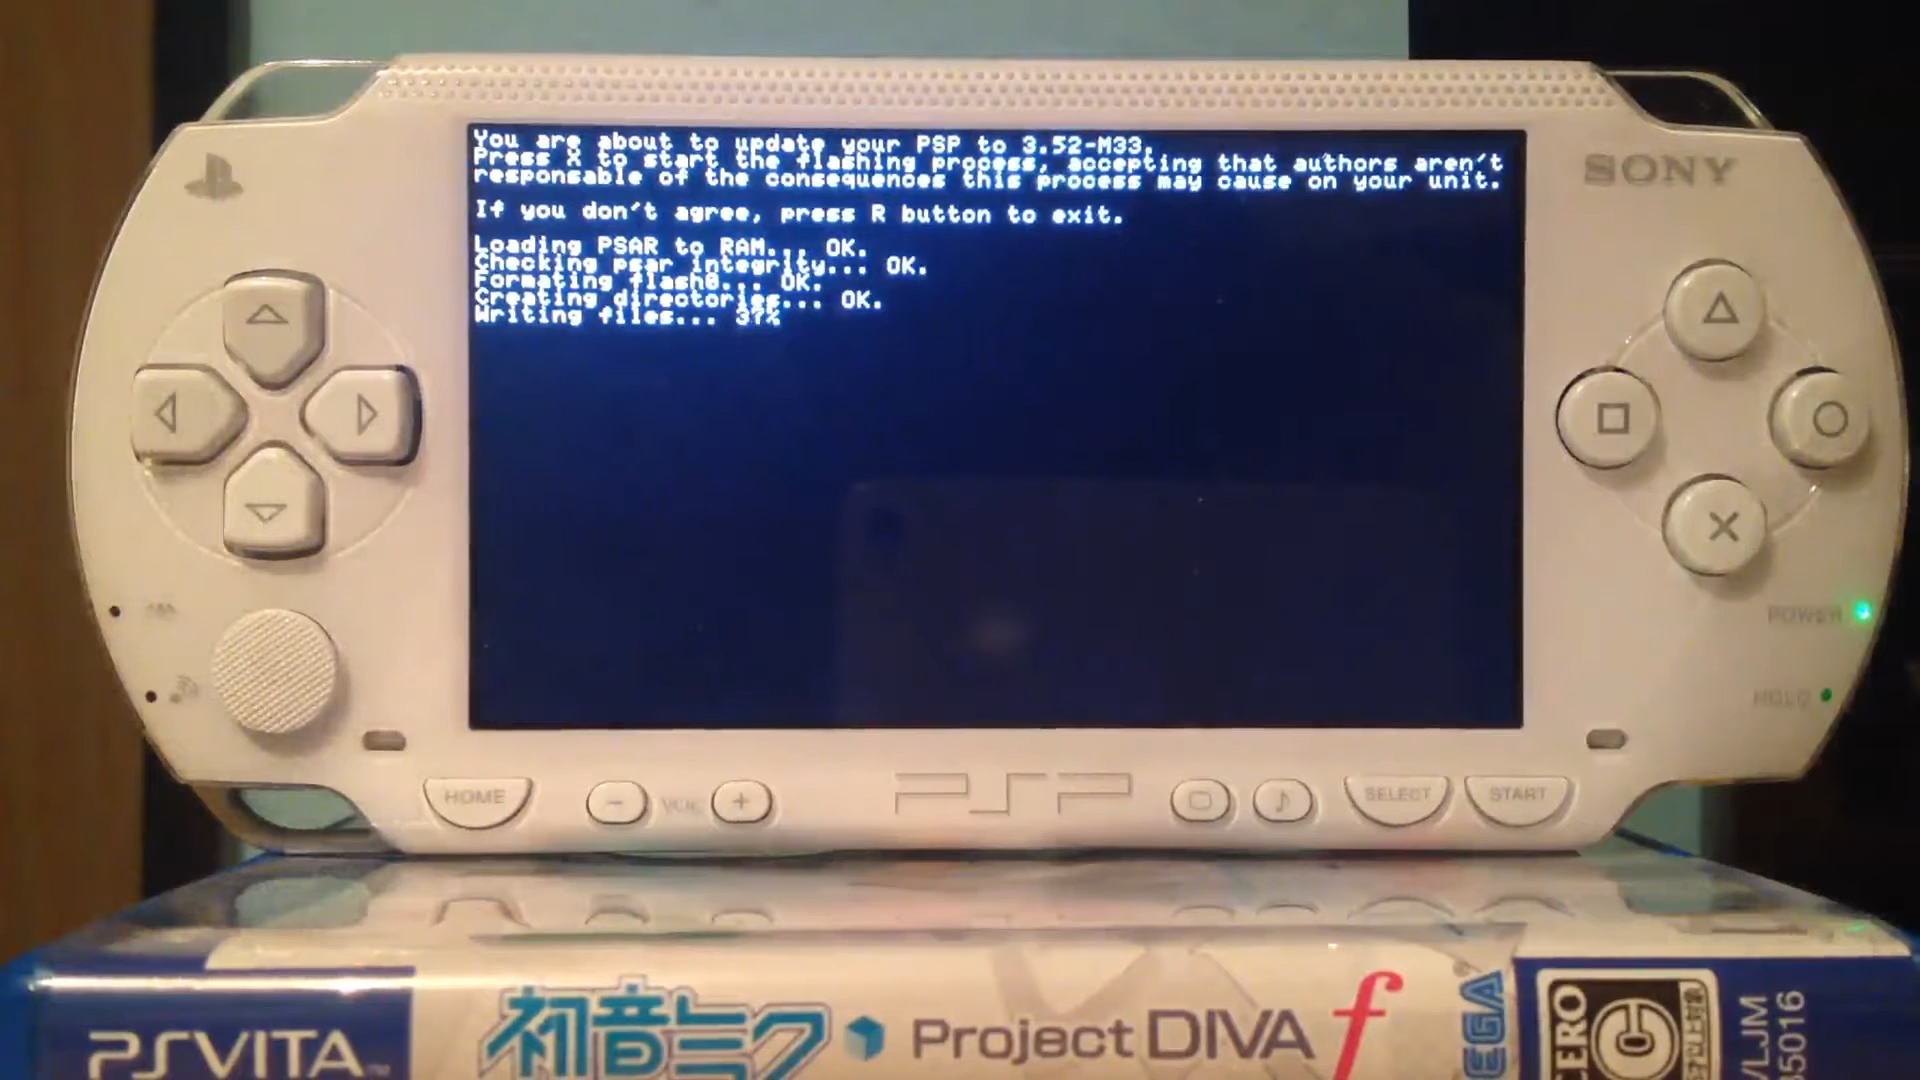 You are about to update your PSP to 3.52-M33.
Press X to start the flashing process, accepting that authors aren't
responsable of the consequences this process may cause on your unit.
If you don't agree, press R button to exit.
Loading PSAR to RAM... OK.
Checking psar integrity... OK.
Formating flash0... OK.
Creating directories... OK.
Writing files... 37%
SONY
POWER
HOLD
HOME
VOL
PSP
SELECT
START
PSVITA
初音ミク Project DIVA f
SEGA
CERO
C
VLJM
35016